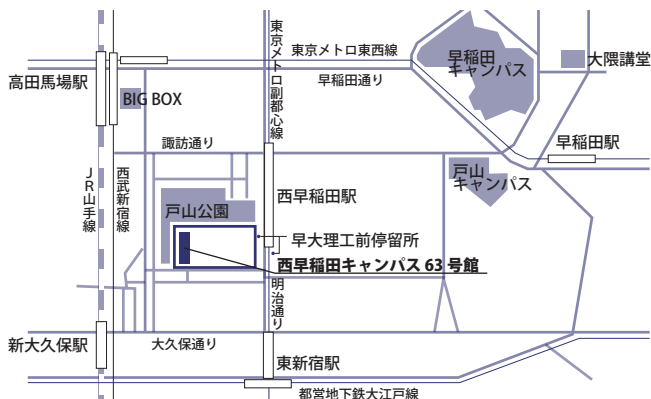 東京メトロ東西線
早稲田通り
東京メトロ副都心線
早稲田
キャンパス
大隈講堂
高田馬場駅
BIG BOX
諏訪通り
早稲田駅
戸山
キャンパス
JR山手線
西武新宿線
西早稲田駅
戸山公園
早大理工前停留所
西早稲田キャンパス 63 号館
明治通り
新大久保駅
大久保通り
東新宿駅
都営地下鉄大江戸線